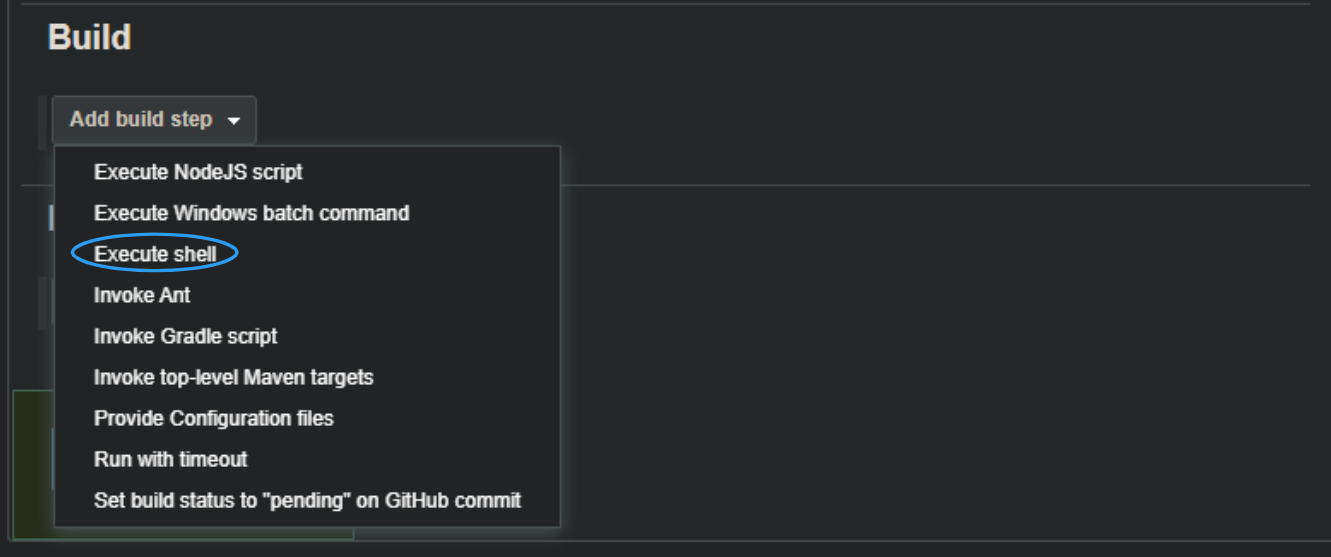 Build
Add build step
Execute NodeJS script
Execute Windows batch command
Execute shell
Invoke Ant
Invoke Gradle script
Invoke top-level Maven targets
Provide Configuration files
Run with timeout
Set build status to "pending" on GitHub commit